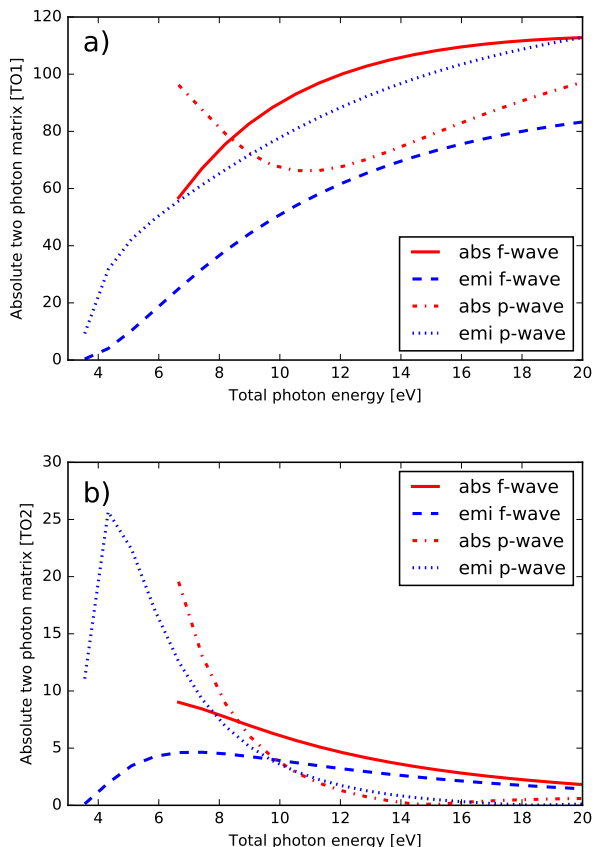 120
100
80
60
40
20
0
Absolute two photon matrix [TO1]
a)
abs f-wave
emi f-wave
abs p-wave
emi p-wave
4 6 8 10 12 14 16 18 20
Total photon energy [eV]
30
25
20
15
10
5
0
Absolute two photon matrix [TO2]
b)
abs f-wave
emi f-wave
abs p-wave
emi p-wave
4 6 8 10 12 14 16 18 20
Total photon energy [eV]